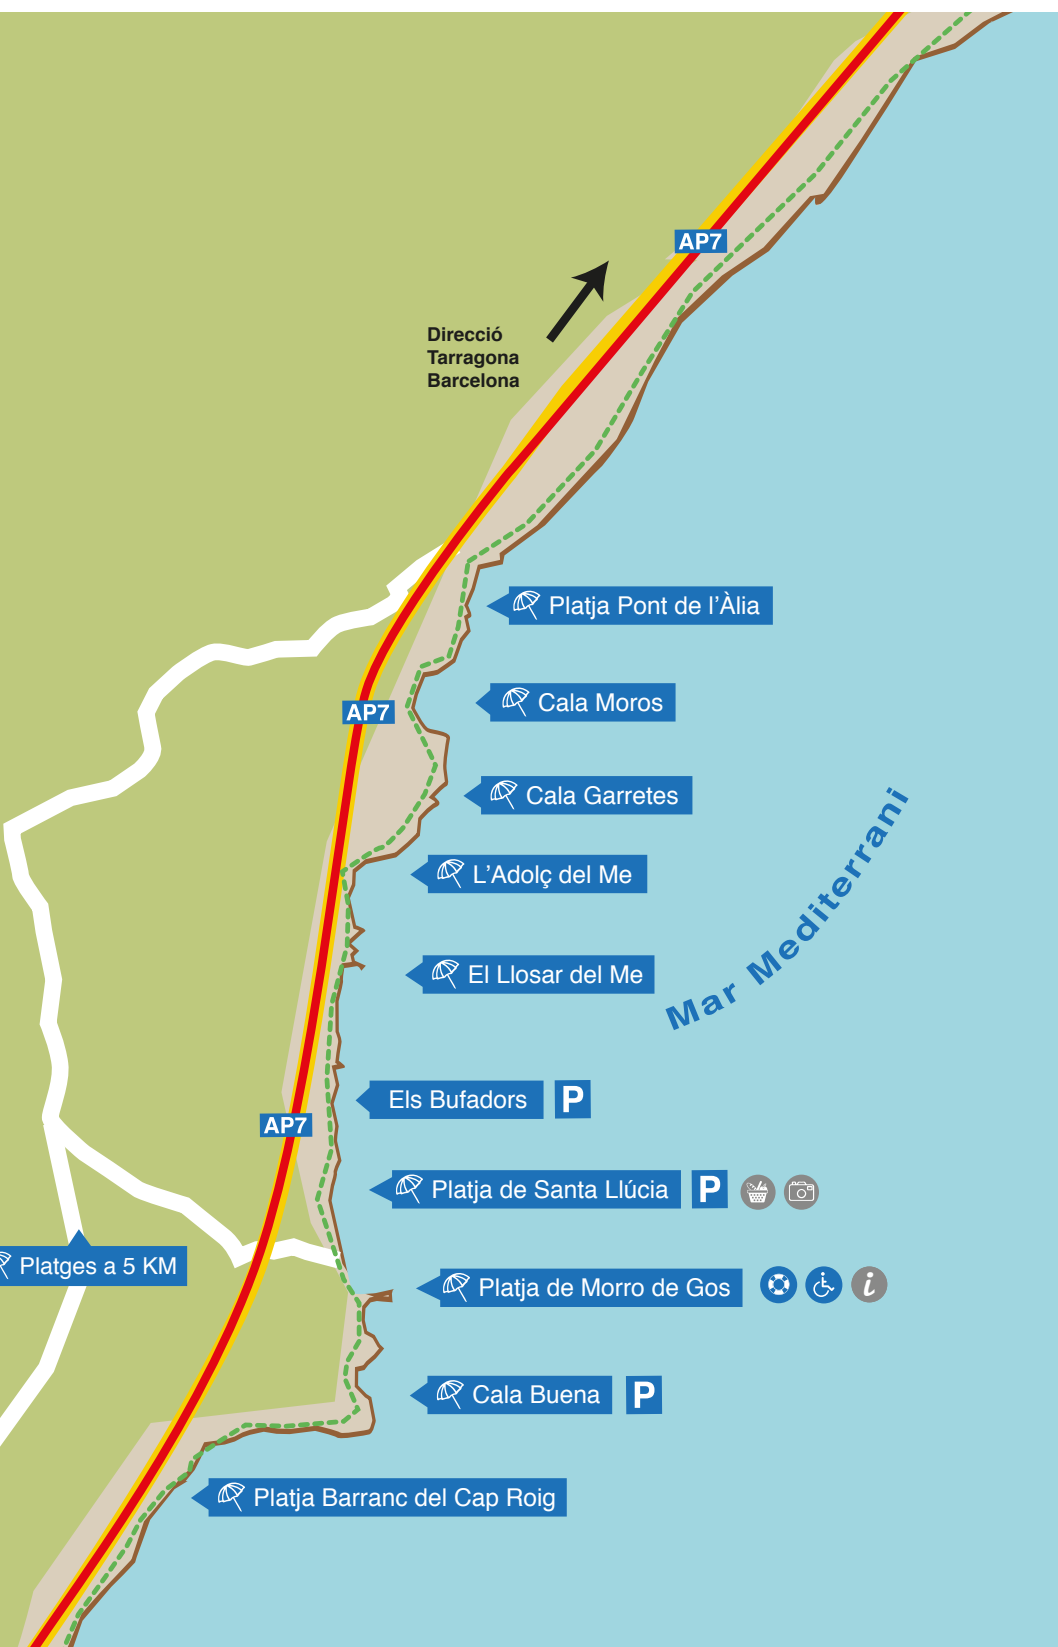 AP7
Direcció
Tarragona
Barcelona
Platja Pont de l'Àlia
Cala Moros
AP7
Cala Garretes
Mar Mediterrani
L'Adolç del Me
El Llosar del Me
Els Bufadors P
AP7
Platja de Santa Llúcia P
Platges a 5 KM
Platja de Morro de Gos i
Cala Buena P
Platja Barranc del Cap Roig